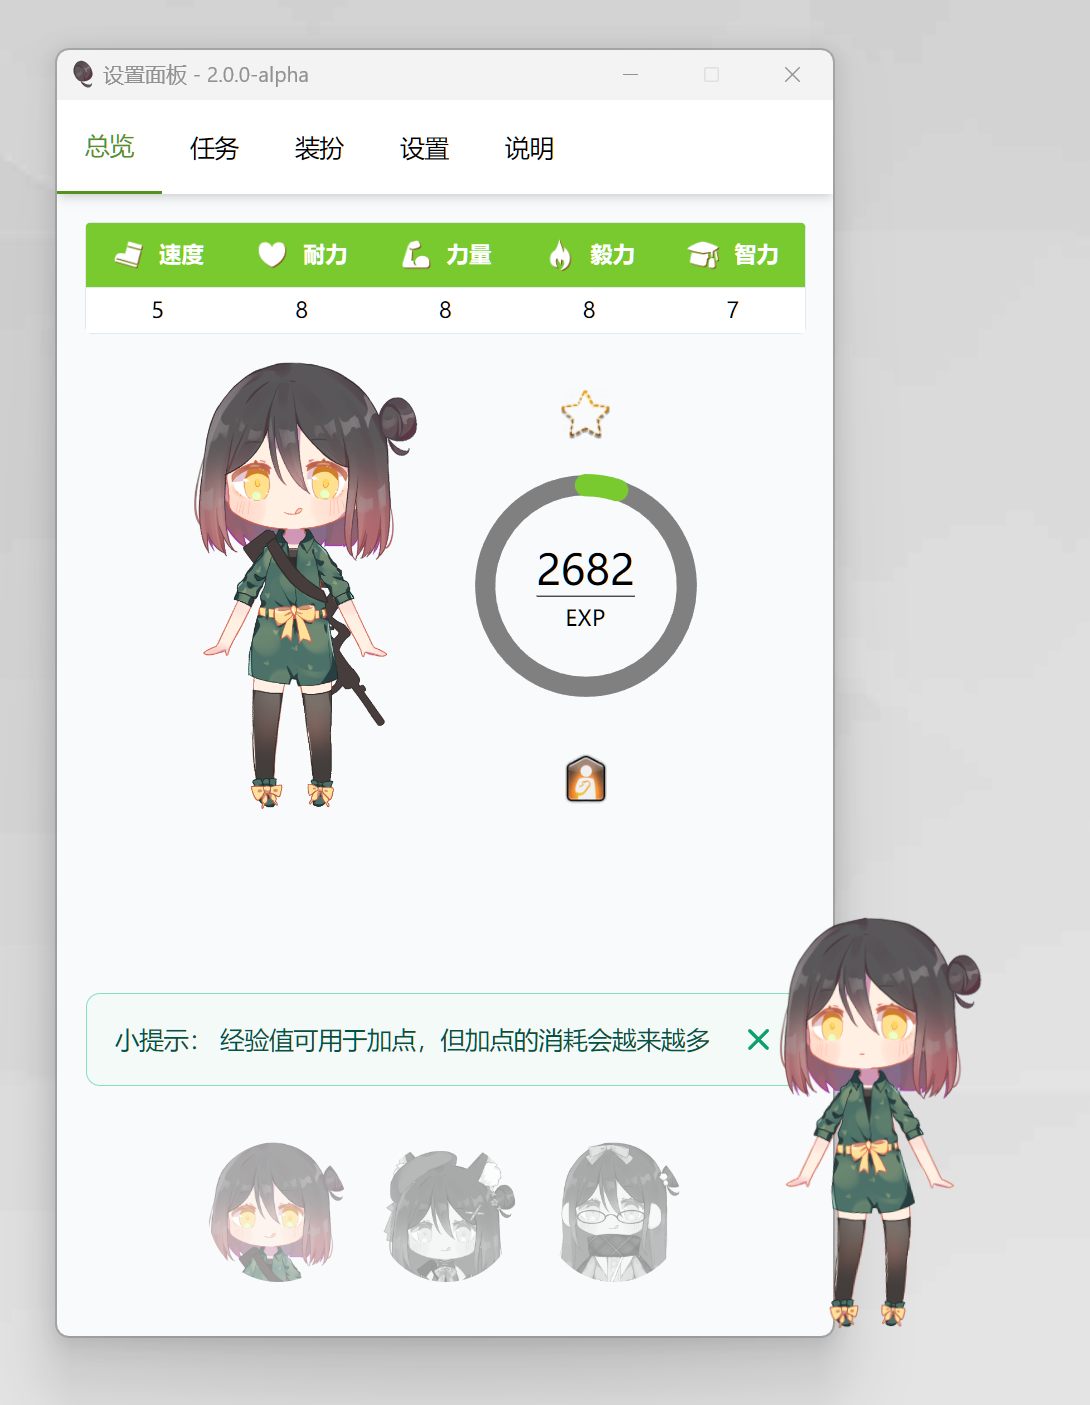 设置面板 - 2.0.0-alpha
总览 任务 装扮 设置 说明
速度 耐力 力量 毅力 智力
5 8 8 8 7
2682
EXP
小提示： 经验值可用于加点，但加点的消耗会越来越多